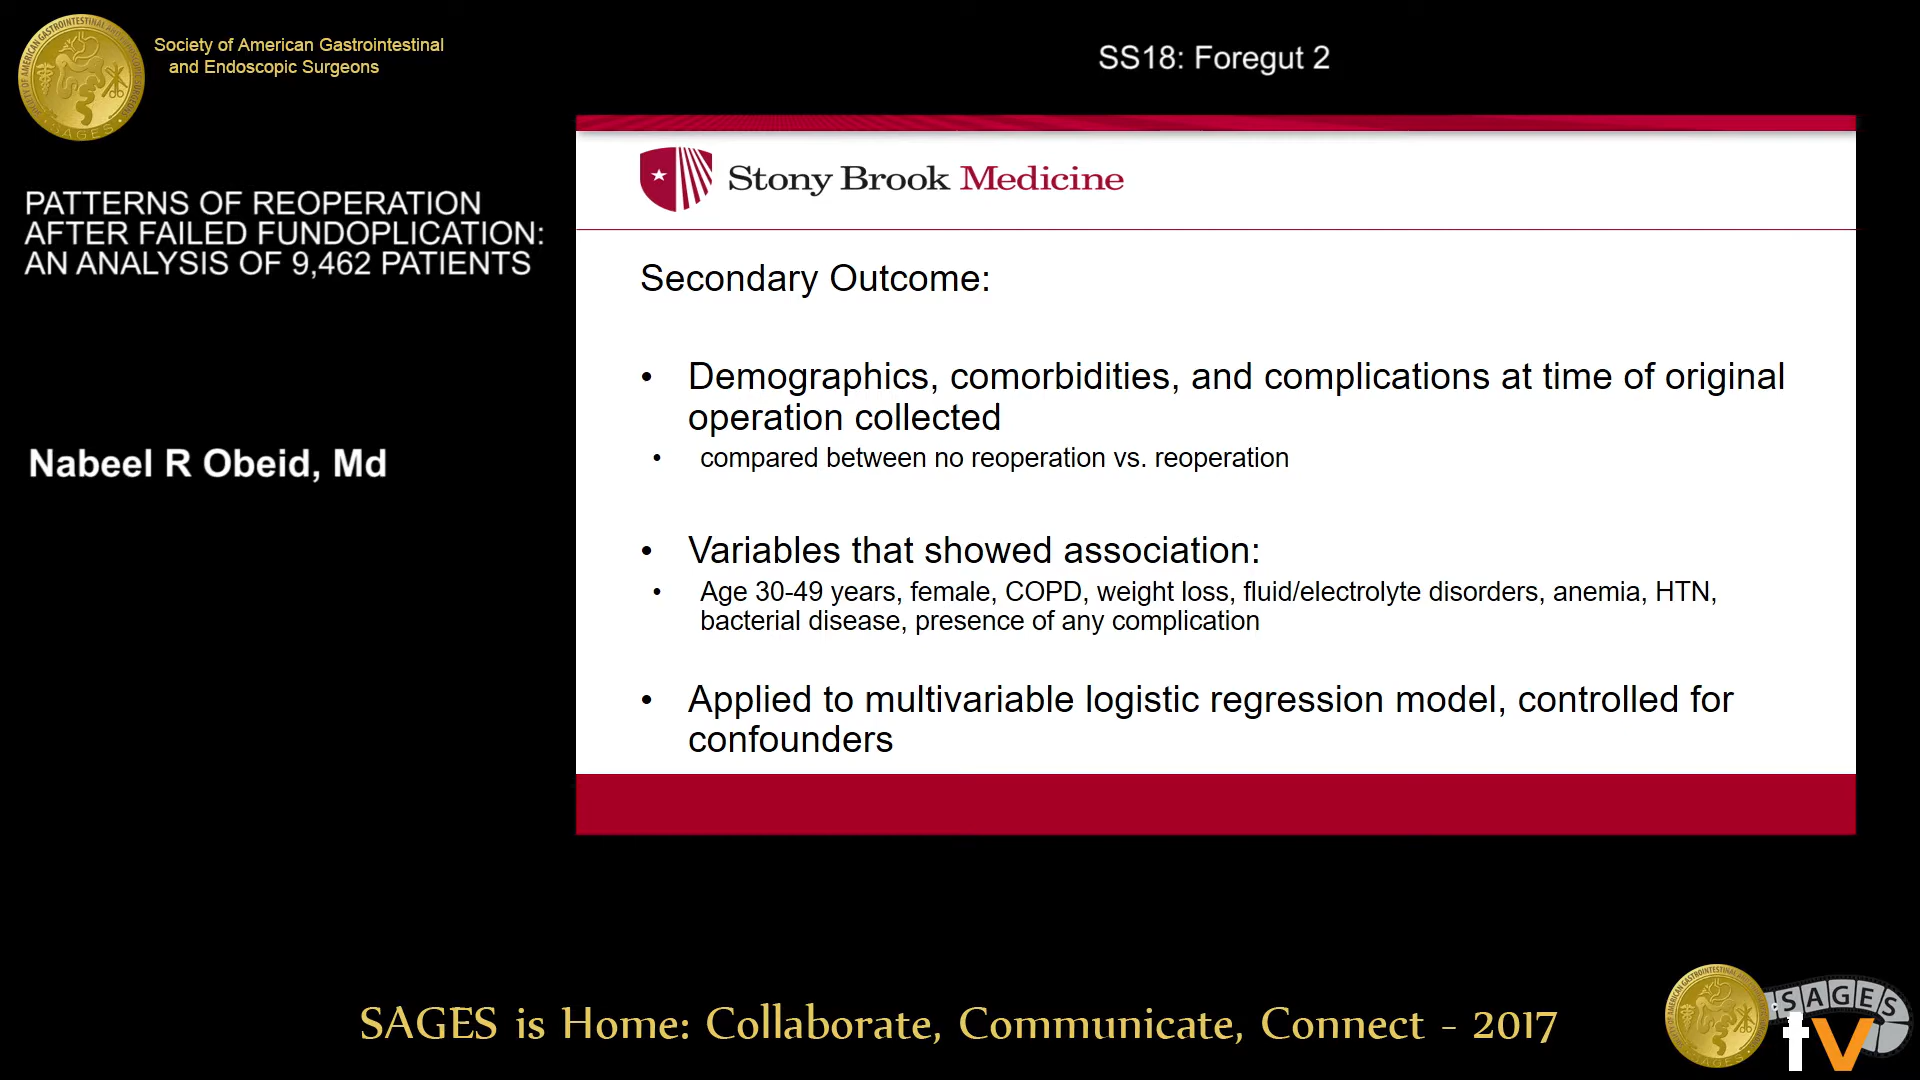 Society of American Gastrointestinal
and Endoscopic Surgeons
SS18: Foregut 2
PATTERNS OF REOPERATION
AFTER FAILED FUNDOPLICATION:
AN ANALYSIS OF 9,462 PATIENTS
Nabeel R Obeid, Md
Stony Brook Medicine
Secondary Outcome:
• Demographics, comorbidities, and complications at time of original
operation collected
• compared between no reoperation vs. reoperation
• Variables that showed association:
• Age 30-49 years, female, COPD, weight loss, fluid/electrolyte disorders, anemia, HTN,
bacterial disease, presence of any complication
• Applied to multivariable logistic regression model, controlled for
confounders
SAGES is Home: Collaborate, Communicate, Connect - 2017
SAGES
tv